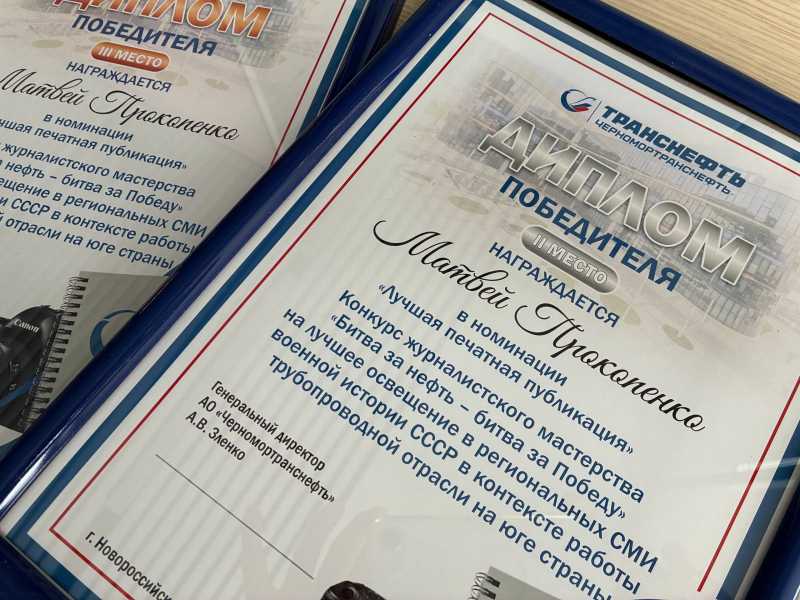 ДИПЛОМ
ПОБЕДИТЕЛЯ
III МЕСТО
НАГРАЖДАЕТСЯ
Матвей Прокопенко
в номинации
публикация»
печатная
журналистского мастерства
нефть – битва за Победу»
освещение в региональных СМИ
СССР в контексте работы
отрасли на юге страны
Canon
ТРАНСНЕФТЬ
ЧЕРНОМОРТРАНСНЕФТЬ
ДИПЛОМ
ПОБЕДИТЕЛЯ
II МЕСТО
НАГРАЖДАЕТСЯ
Матвей Прокопенко
в номинации
«Лучшая печатная публикация»
Конкурс журналистского мастерства
«Битва за нефть – битва за Победу»
на лучшее освещение в региональных СМИ
военной истории СССР в контексте работы
трубопроводной отрасли на юге страны
Генеральный директор
АО «Черномортранснефть»
А.В. Зленко
г. Новороссийск